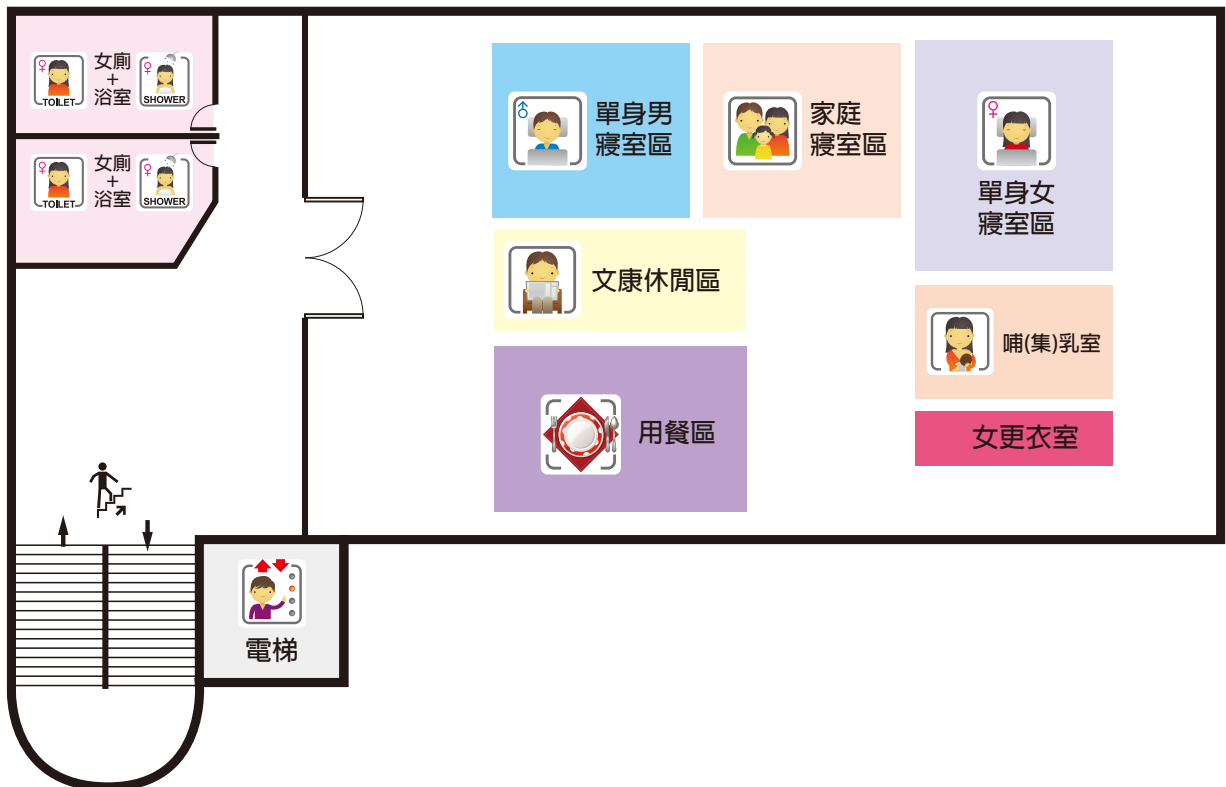 女廁
+
浴室
TOILET
SHOWER
女廁
+
浴室
TOILET
SHOWER
單身男
寢室區
家庭
寢室區
單身女
寢室區
文康休閒區
哺(集)乳室
用餐區
女更衣室
電梯